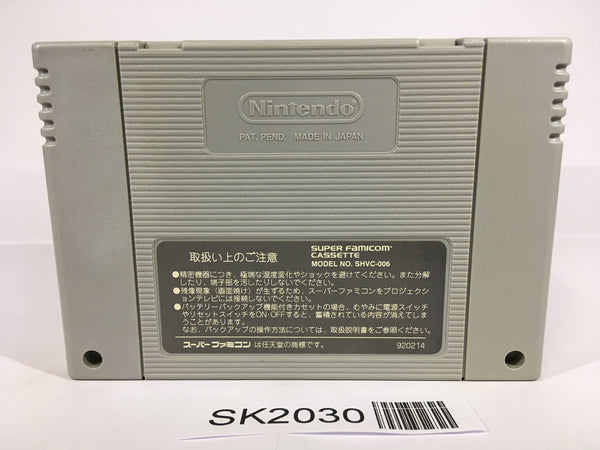 Nintendo
PAT. PEND. MADE IN JAPAN
取扱い上のご注意
SUPER FAMICOM
CASSETTE
MODEL NO. SHVC-006
●精密機器につき、極端な温度変化やショックを避けてください。また分解
したり、端子部を汚したりしないでください。
●残像現象（画面焼け）が生ずるため、スーパーファミコンをプロジェクシ
ョンテレビには接続しないでください。
●バッテリーバックアップ機能付きカセットの場合、むやみに電源スイッチ
やリセットスイッチをON・OFFすると、蓄積されている内容が消えてしま
うことがあります。
なお、バックアップの操作方法については、取扱説明書をご参照ください。
スーパーファミコンは任天堂の商標です。
920214
SK2030